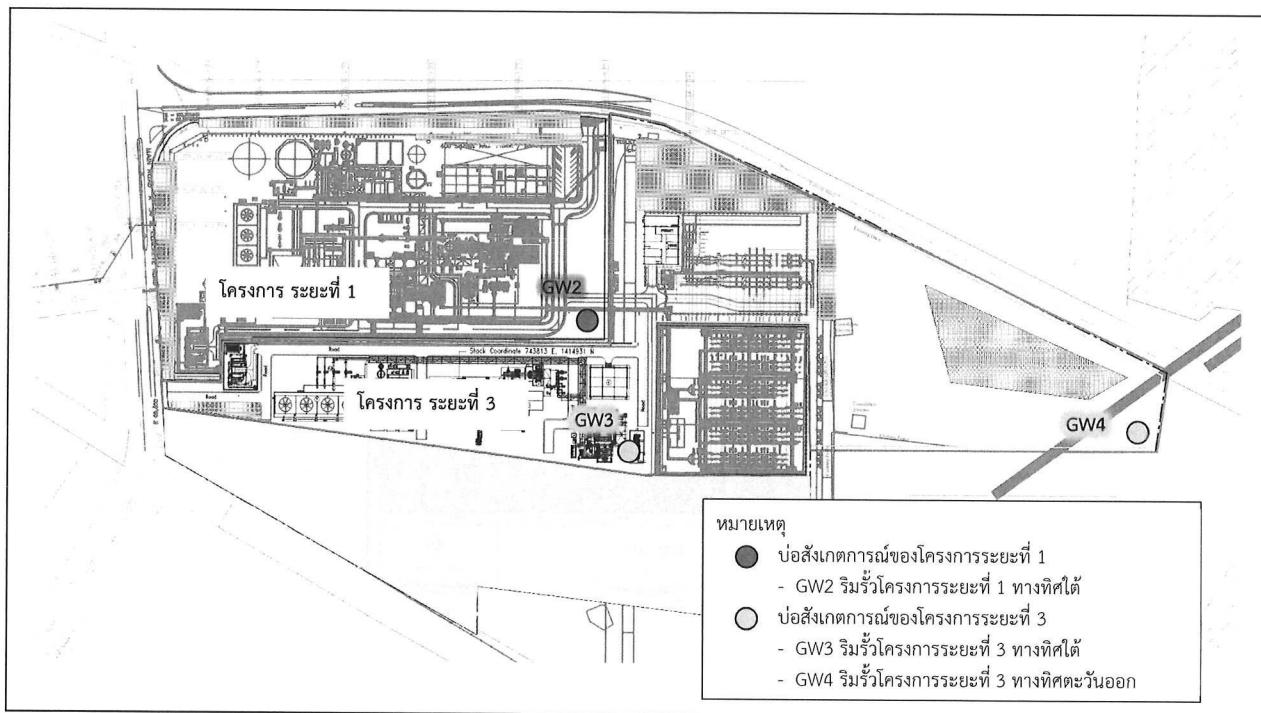 โครงการ ระยะที่ 1
GW2
Stack Coordinate 743813 E, 1414931 N
Road
Road
Road
Road
โครงการ ระยะที่ 3
GW3
GW4
หมายเหตุ
บ่อสังเกตการณ์ของโครงการระยะที่ 1
- GW2 ริมรั้วโครงการระยะที่ 1 ทางทิศใต้
บ่อสังเกตการณ์ของโครงการระยะที่ 3
- GW3 ริมรั้วโครงการระยะที่ 3 ทางทิศใต้
- GW4 ริมรั้วโครงการระยะที่ 3 ทางทิศตะวันออก